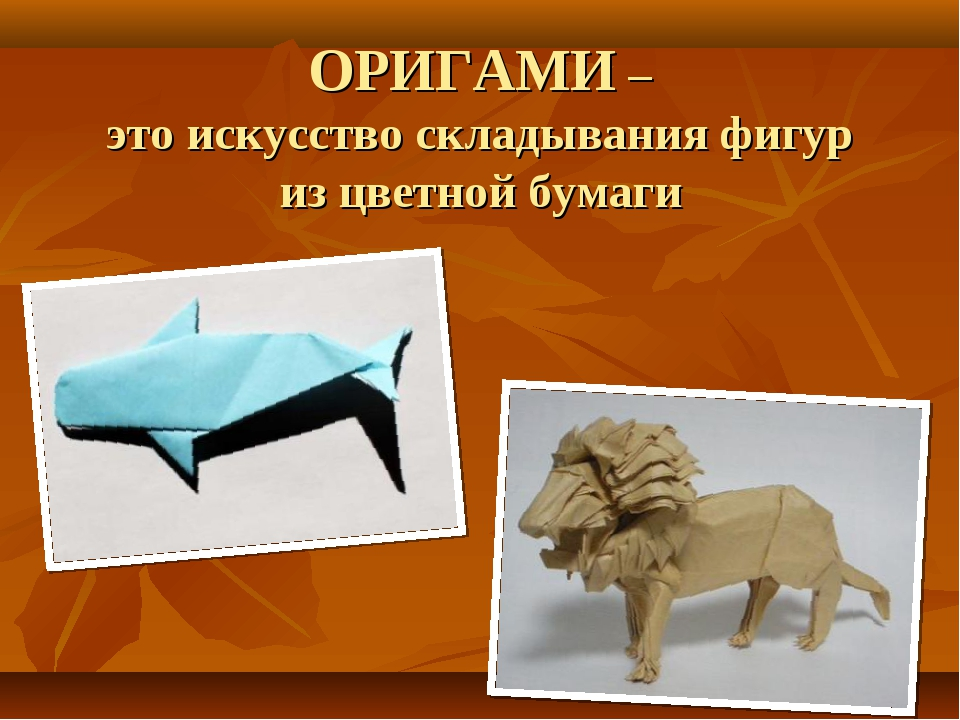 ОРИГАМИ –
это искусство складывания фигур
из цветной бумаги